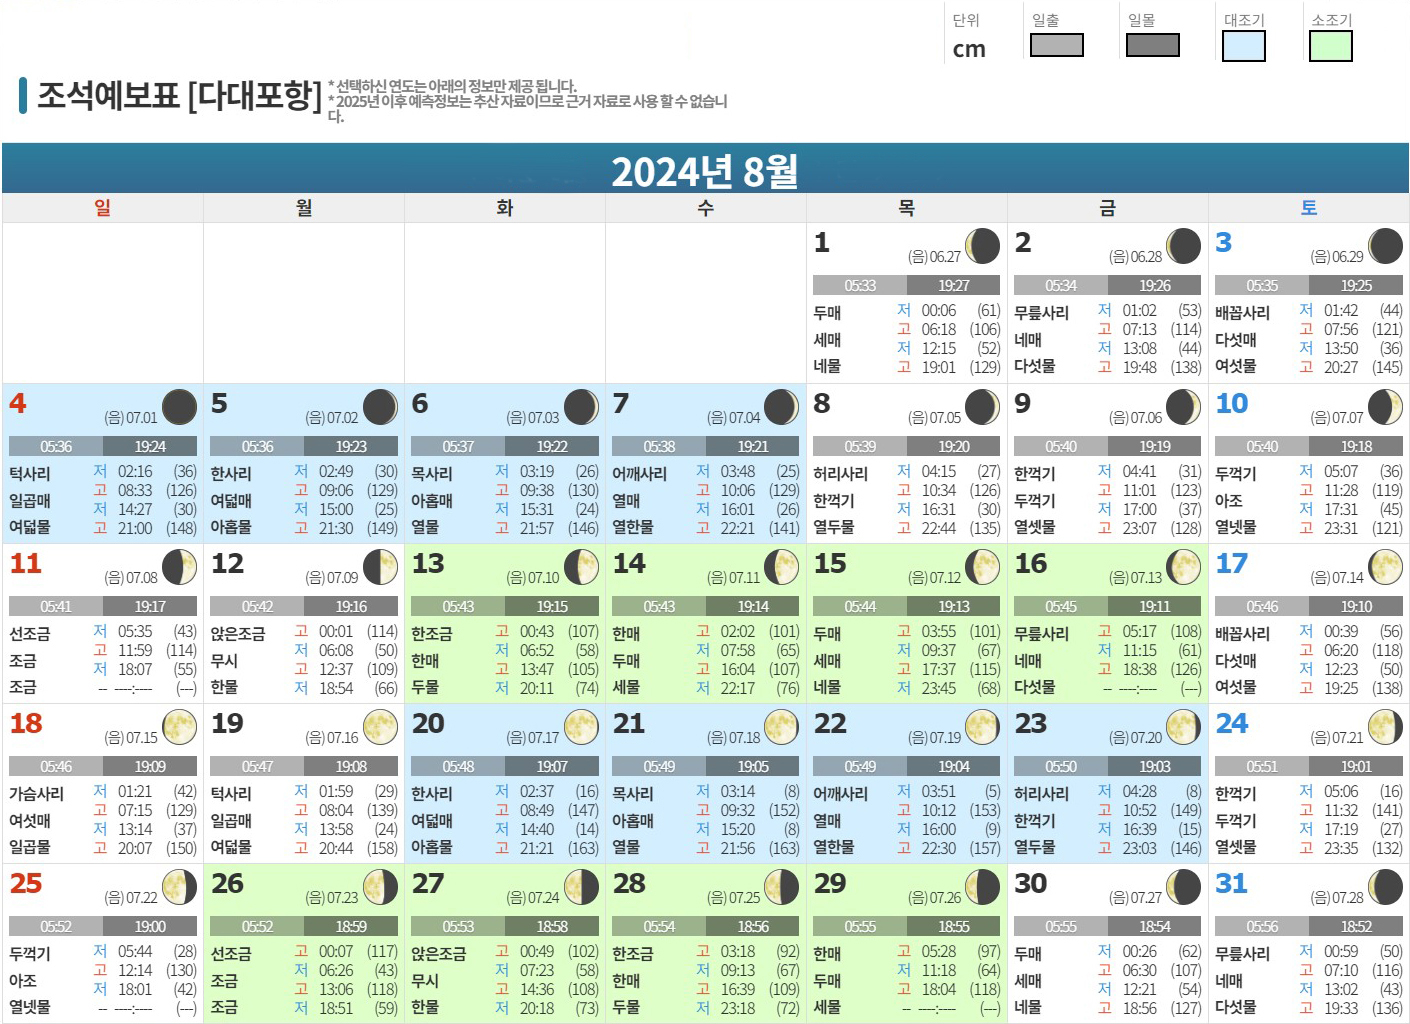 단위 일출 일몰 대조기 소조기
cm
조석예보표 [다대포항]
* 선택하신 연도는 아래의 정보만 제공 됩니다.
* 2025년 이후 예측정보는 추산 자료이므로 근거 자료로 사용 할 수 없습니
다.
2024년 8월
일 월 화 수 목 금 토
1 (음) 06.27
05:33 19:27
두매 세매 네물
저 00:06 (61)
고 06:18 (106)
저 12:15 (52)
고 19:01 (129)
2 (음) 06.28
05:34 19:26
무릎사리 네매 다섯물
저 01:02 (53)
고 07:13 (114)
저 13:08 (44)
고 19:48 (138)
3 (음) 06.29
05:35 19:25
배꼽사리 다섯매 여섯물
저 01:42 (44)
고 07:56 (121)
저 13:50 (36)
고 20:27 (145)
4 (음) 07.01
05:36 19:24
턱사리 일곱매 여덟물
저 02:16 (36)
고 08:33 (126)
저 14:27 (30)
고 21:00 (148)
5 (음) 07.02
05:36 19:23
한사리 여덟매 아홉물
저 02:49 (30)
고 09:06 (129)
저 15:00 (25)
고 21:30 (149)
6 (음) 07.03
05:37 19:22
목사리 아홉매 열물
저 03:19 (26)
고 09:38 (130)
저 15:31 (24)
고 21:57 (146)
7 (음) 07.04
05:38 19:21
어깨사리 열매 열한물
저 03:48 (25)
고 10:06 (129)
저 16:01 (26)
고 22:21 (141)
8 (음) 07.05
05:39 19:20
허리사리 한꺽기 열두물
저 04:15 (27)
고 10:34 (126)
저 16:31 (30)
고 22:44 (135)
9 (음) 07.06
05:40 19:19
한꺽기 두꺽기 열셋물
저 04:41 (31)
고 11:01 (123)
저 17:00 (37)
고 23:07 (128)
10 (음) 07.07
05:40 19:18
두꺽기 아조 열넷물
저 05:07 (36)
고 11:28 (119)
저 17:31 (45)
고 23:31 (121)
11 (음) 07.08
05:41 19:17
선조금 조금 조금
저 05:35 (43)
고 11:59 (114)
저 18:07 (55)
-- ----:---- (---)
12 (음) 07.09
05:42 19:16
앉은조금 무시 한물
고 00:01 (114)
저 06:08 (50)
고 12:37 (109)
저 18:54 (66)
13 (음) 07.10
05:43 19:15
한조금 한매 두물
고 00:43 (107)
저 06:52 (58)
고 13:47 (105)
저 20:11 (74)
14 (음) 07.11
05:43 19:14
한매 두매 세물
고 02:02 (101)
저 07:58 (65)
고 16:04 (107)
저 22:17 (76)
15 (음) 07.12
05:44 19:13
두매 세매 네물
고 03:55 (101)
저 09:37 (67)
고 17:37 (115)
저 23:45 (68)
16 (음) 07.13
05:45 19:11
무릎사리 네매 다섯물
고 05:17 (108)
저 11:15 (61)
고 18:38 (126)
-- ----:---- (---)
17 (음) 07.14
05:46 19:10
배꼽사리 다섯매 여섯물
저 00:39 (56)
고 06:20 (118)
저 12:23 (50)
고 19:25 (138)
18 (음) 07.15
05:46 19:09
가슴사리 여섯매 일곱물
저 01:21 (42)
고 07:15 (129)
저 13:14 (37)
고 20:07 (150)
19 (음) 07.16
05:47 19:08
턱사리 일곱매 여덟물
저 01:59 (29)
고 08:04 (139)
저 13:58 (24)
고 20:44 (158)
20 (음) 07.17
05:48 19:07
한사리 여덟매 아홉물
저 02:37 (16)
고 08:49 (147)
저 14:40 (14)
고 21:21 (163)
21 (음) 07.18
05:49 19:05
목사리 아홉매 열물
저 03:14 (8)
고 09:32 (152)
저 15:20 (8)
고 21:56 (163)
22 (음) 07.19
05:49 19:04
어깨사리 열매 열한물
저 03:51 (5)
고 10:12 (153)
저 16:00 (9)
고 22:30 (157)
23 (음) 07.20
05:50 19:03
허리사리 한꺽기 열두물
저 04:28 (8)
고 10:52 (149)
저 16:39 (15)
고 23:03 (146)
24 (음) 07.21
05:51 19:01
한꺽기 두꺽기 열셋물
저 05:06 (16)
고 11:32 (141)
저 17:19 (27)
고 23:35 (132)
25 (음) 07.22
05:52 19:00
두꺽기 아조 열넷물
저 05:44 (28)
고 12:14 (130)
저 18:01 (42)
-- ----:---- (---)
26 (음) 07.23
05:52 18:59
선조금 조금 조금
고 00:07 (117)
저 06:26 (43)
고 13:06 (118)
저 18:51 (59)
27 (음) 07.24
05:53 18:58
앉은조금 무시 한물
고 00:49 (102)
저 07:23 (58)
고 14:36 (108)
저 20:18 (73)
28 (음) 07.25
05:54 18:56
한조금 한매 두물
고 03:18 (92)
저 09:13 (67)
고 16:39 (109)
저 23:18 (72)
29 (음) 07.26
05:55 18:55
한매 두매 세물
고 05:28 (97)
저 11:18 (64)
고 18:04 (118)
-- ----:---- (---)
30 (음) 07.27
05:55 18:54
두매 세매 네물
저 00:26 (62)
고 06:30 (107)
저 12:21 (54)
고 18:56 (127)
31 (음) 07.28
05:56 18:52
무릎사리 네매 다섯물
저 00:59 (50)
고 07:10 (116)
저 13:02 (43)
고 19:33 (136)